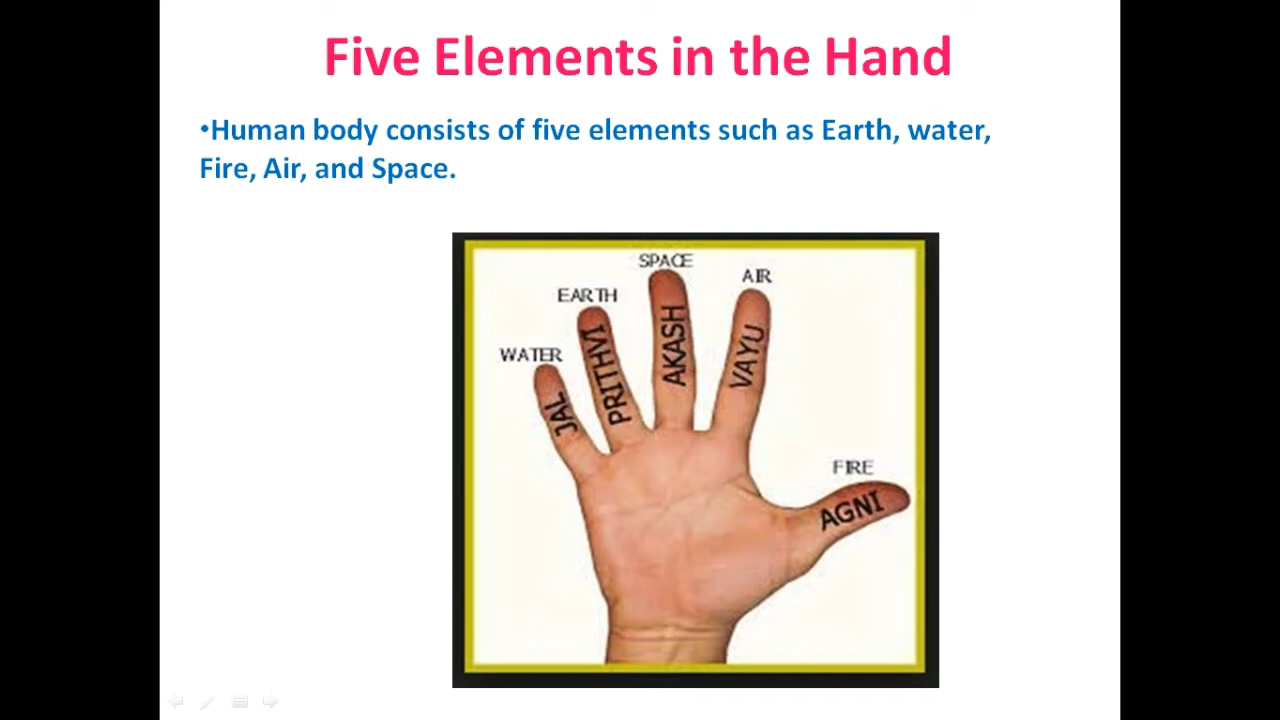 Five Elements in the Hand
•Human body consists of five elements such as Earth, water,
Fire, Air, and Space.
SPACE
AIR
EARTH
WATER
JAL
PRITHVI
AKASH
VAYU
FIRE
AGNI